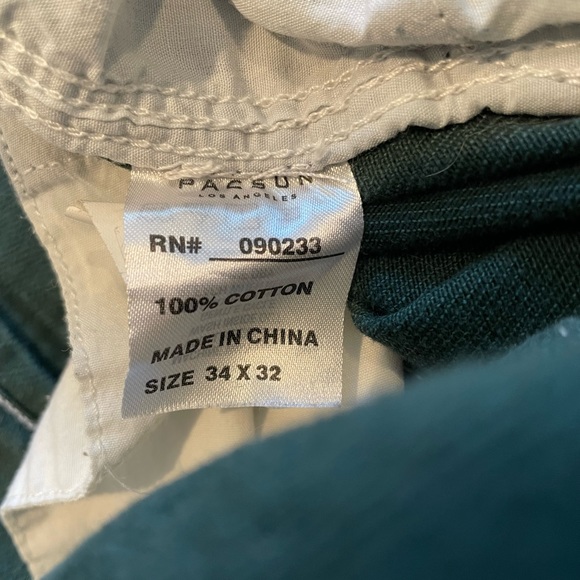 PACSUN
LOS ANGELES
RN# 090233
100% COTTON
MADE IN CHINA
SIZE 34 X 32